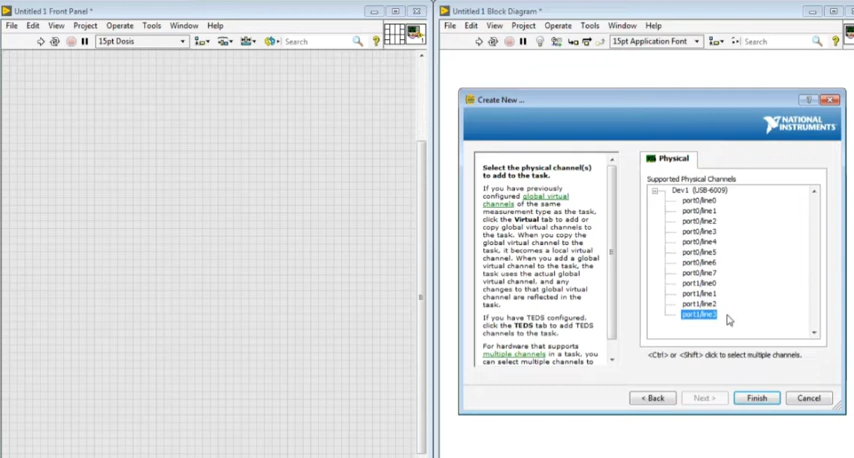 Untitled 1 Front Panel *
File Edit View Project Operate Tools Window Help
15pt Dosis
Search
Untitled 1 Block Diagram *
File Edit View Project Operate Tools Window Help
15pt Application Font
Search
Create New ...
NATIONAL
INSTRUMENTS
Select the physical channel(s)
to add to the task.
If you have previously
configured global virtual
channels of the same
measurement type as the task,
click the Virtual tab to add or
copy global virtual channels to
the task. When you copy the
global virtual channel to the
task, it becomes a local virtual
channel. When you add a global
virtual channel to the task, the
task uses the actual global
virtual channel, and any
changes to that global virtual
channel are reflected in the
task.
If you have TEDS configured,
click the TEDS tab to add TEDS
channels to the task.
For hardware that supports
multiple channels in a task, you
can select multiple channels to
Physical
Supported Physical Channels
Dev1 (USB-6009)
port0/line0
port0/line1
port0/line2
port0/line3
port0/line4
port0/line5
port0/line6
port0/line7
port1/line0
port1/line1
port1/line2
port1/line3
<Ctrl> or <Shift> click to select multiple channels.
< Back
Next >
Finish
Cancel